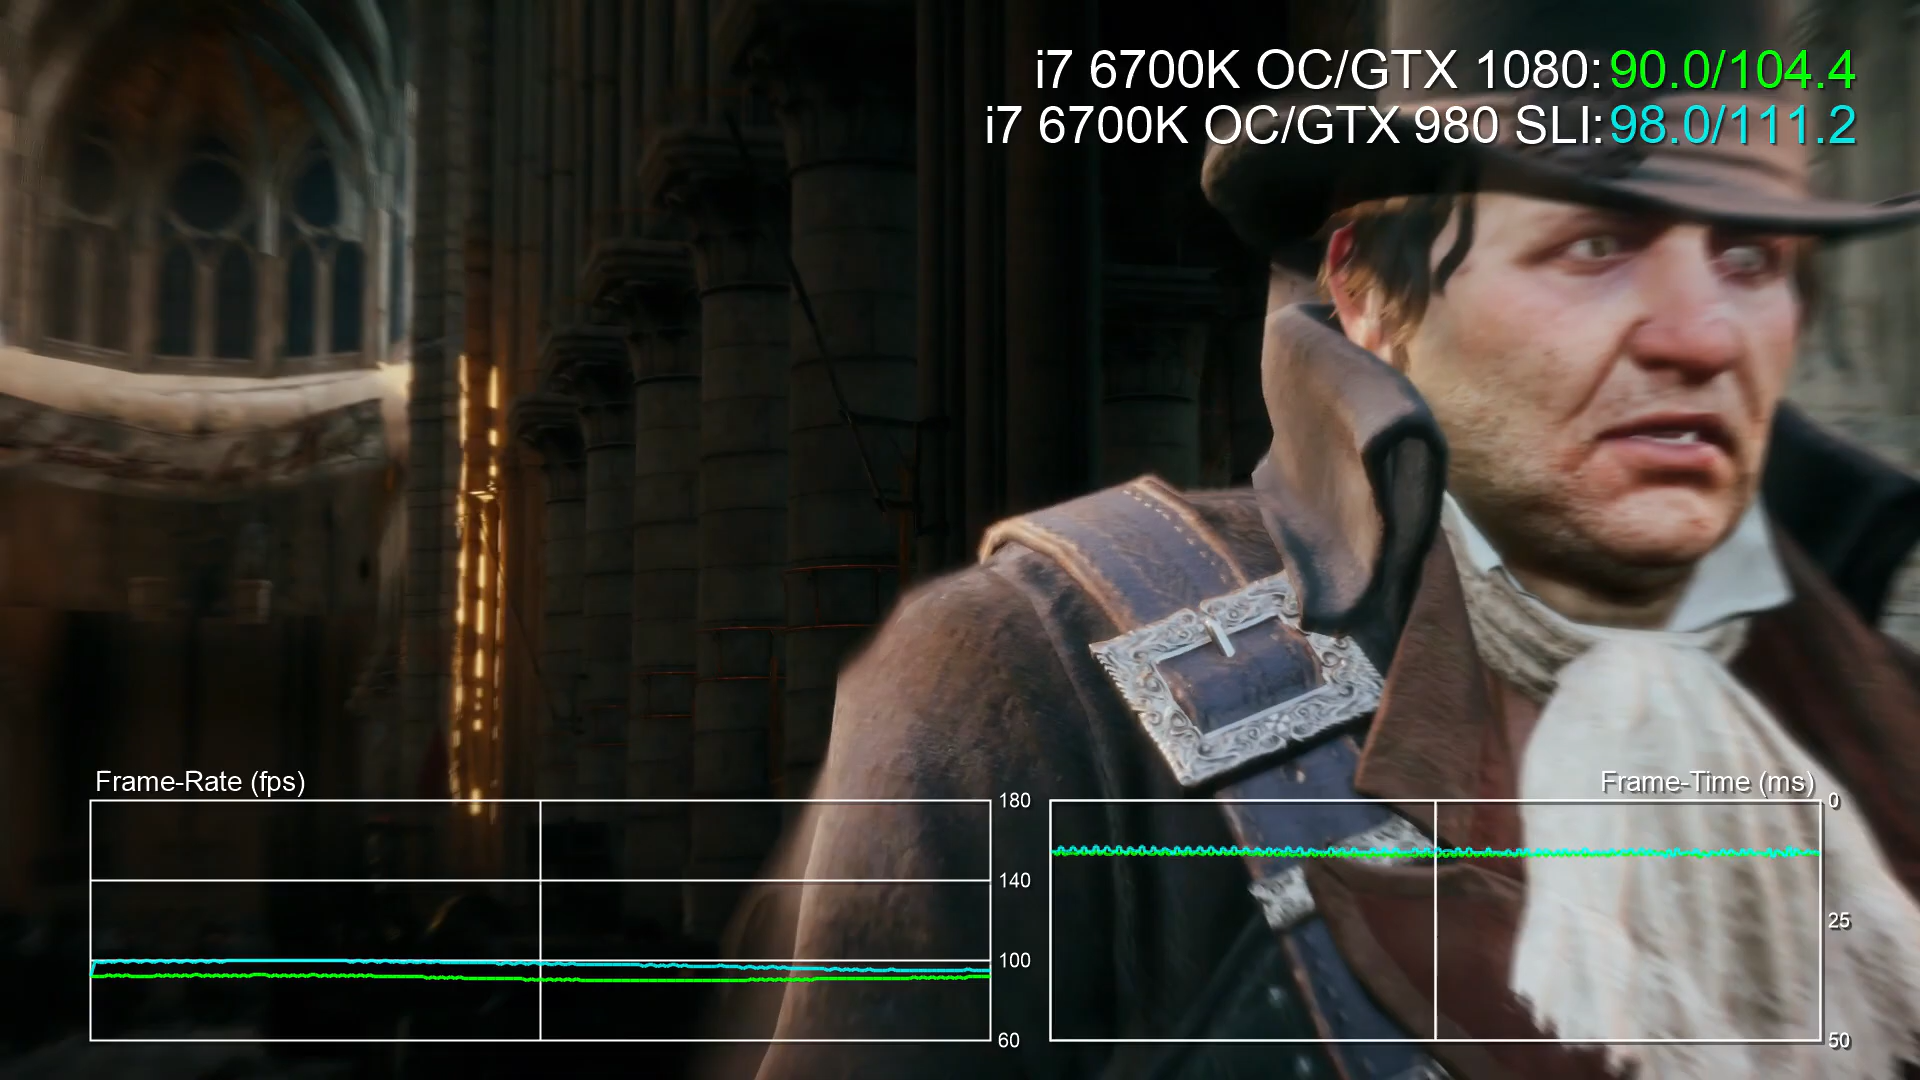 i7 6700K OC/GTX 1080: 90.0/104.4
i7 6700K OC/GTX 980 SLI: 98.0/111.2
Frame-Rate (fps)
180
140
100
60
Frame-Time (ms)
0
25
50